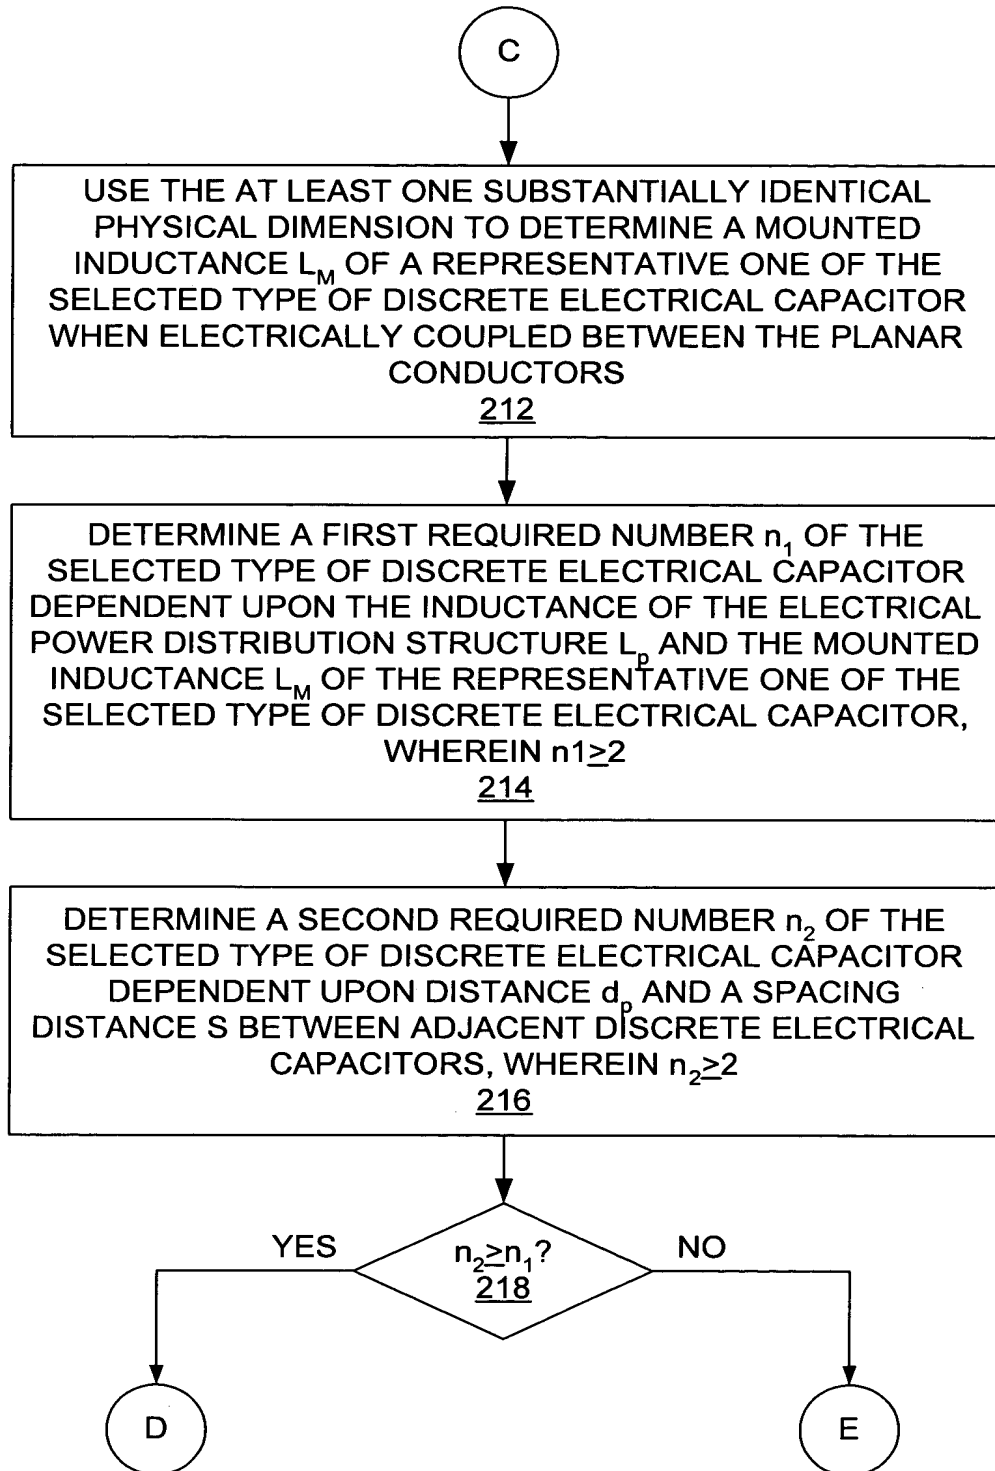 C
USE THE AT LEAST ONE SUBSTANTIALLY IDENTICAL
PHYSICAL DIMENSION TO DETERMINE A MOUNTED
INDUCTANCE L_M OF A REPRESENTATIVE ONE OF THE
SELECTED TYPE OF DISCRETE ELECTRICAL CAPACITOR
WHEN ELECTRICALLY COUPLED BETWEEN THE PLANAR
CONDUCTORS
212
DETERMINE A FIRST REQUIRED NUMBER n₁ OF THE
SELECTED TYPE OF DISCRETE ELECTRICAL CAPACITOR
DEPENDENT UPON THE INDUCTANCE OF THE ELECTRICAL
POWER DISTRIBUTION STRUCTURE L_p AND THE MOUNTED
INDUCTANCE L_M OF THE REPRESENTATIVE ONE OF THE
SELECTED TYPE OF DISCRETE ELECTRICAL CAPACITOR,
WHEREIN n1≥2
214
DETERMINE A SECOND REQUIRED NUMBER n₂ OF THE
SELECTED TYPE OF DISCRETE ELECTRICAL CAPACITOR
DEPENDENT UPON DISTANCE d_p AND A SPACING
DISTANCE S BETWEEN ADJACENT DISCRETE ELECTRICAL
CAPACITORS, WHEREIN n₂≥2
216
YES
n₂≥n₁?
NO
218
D
E